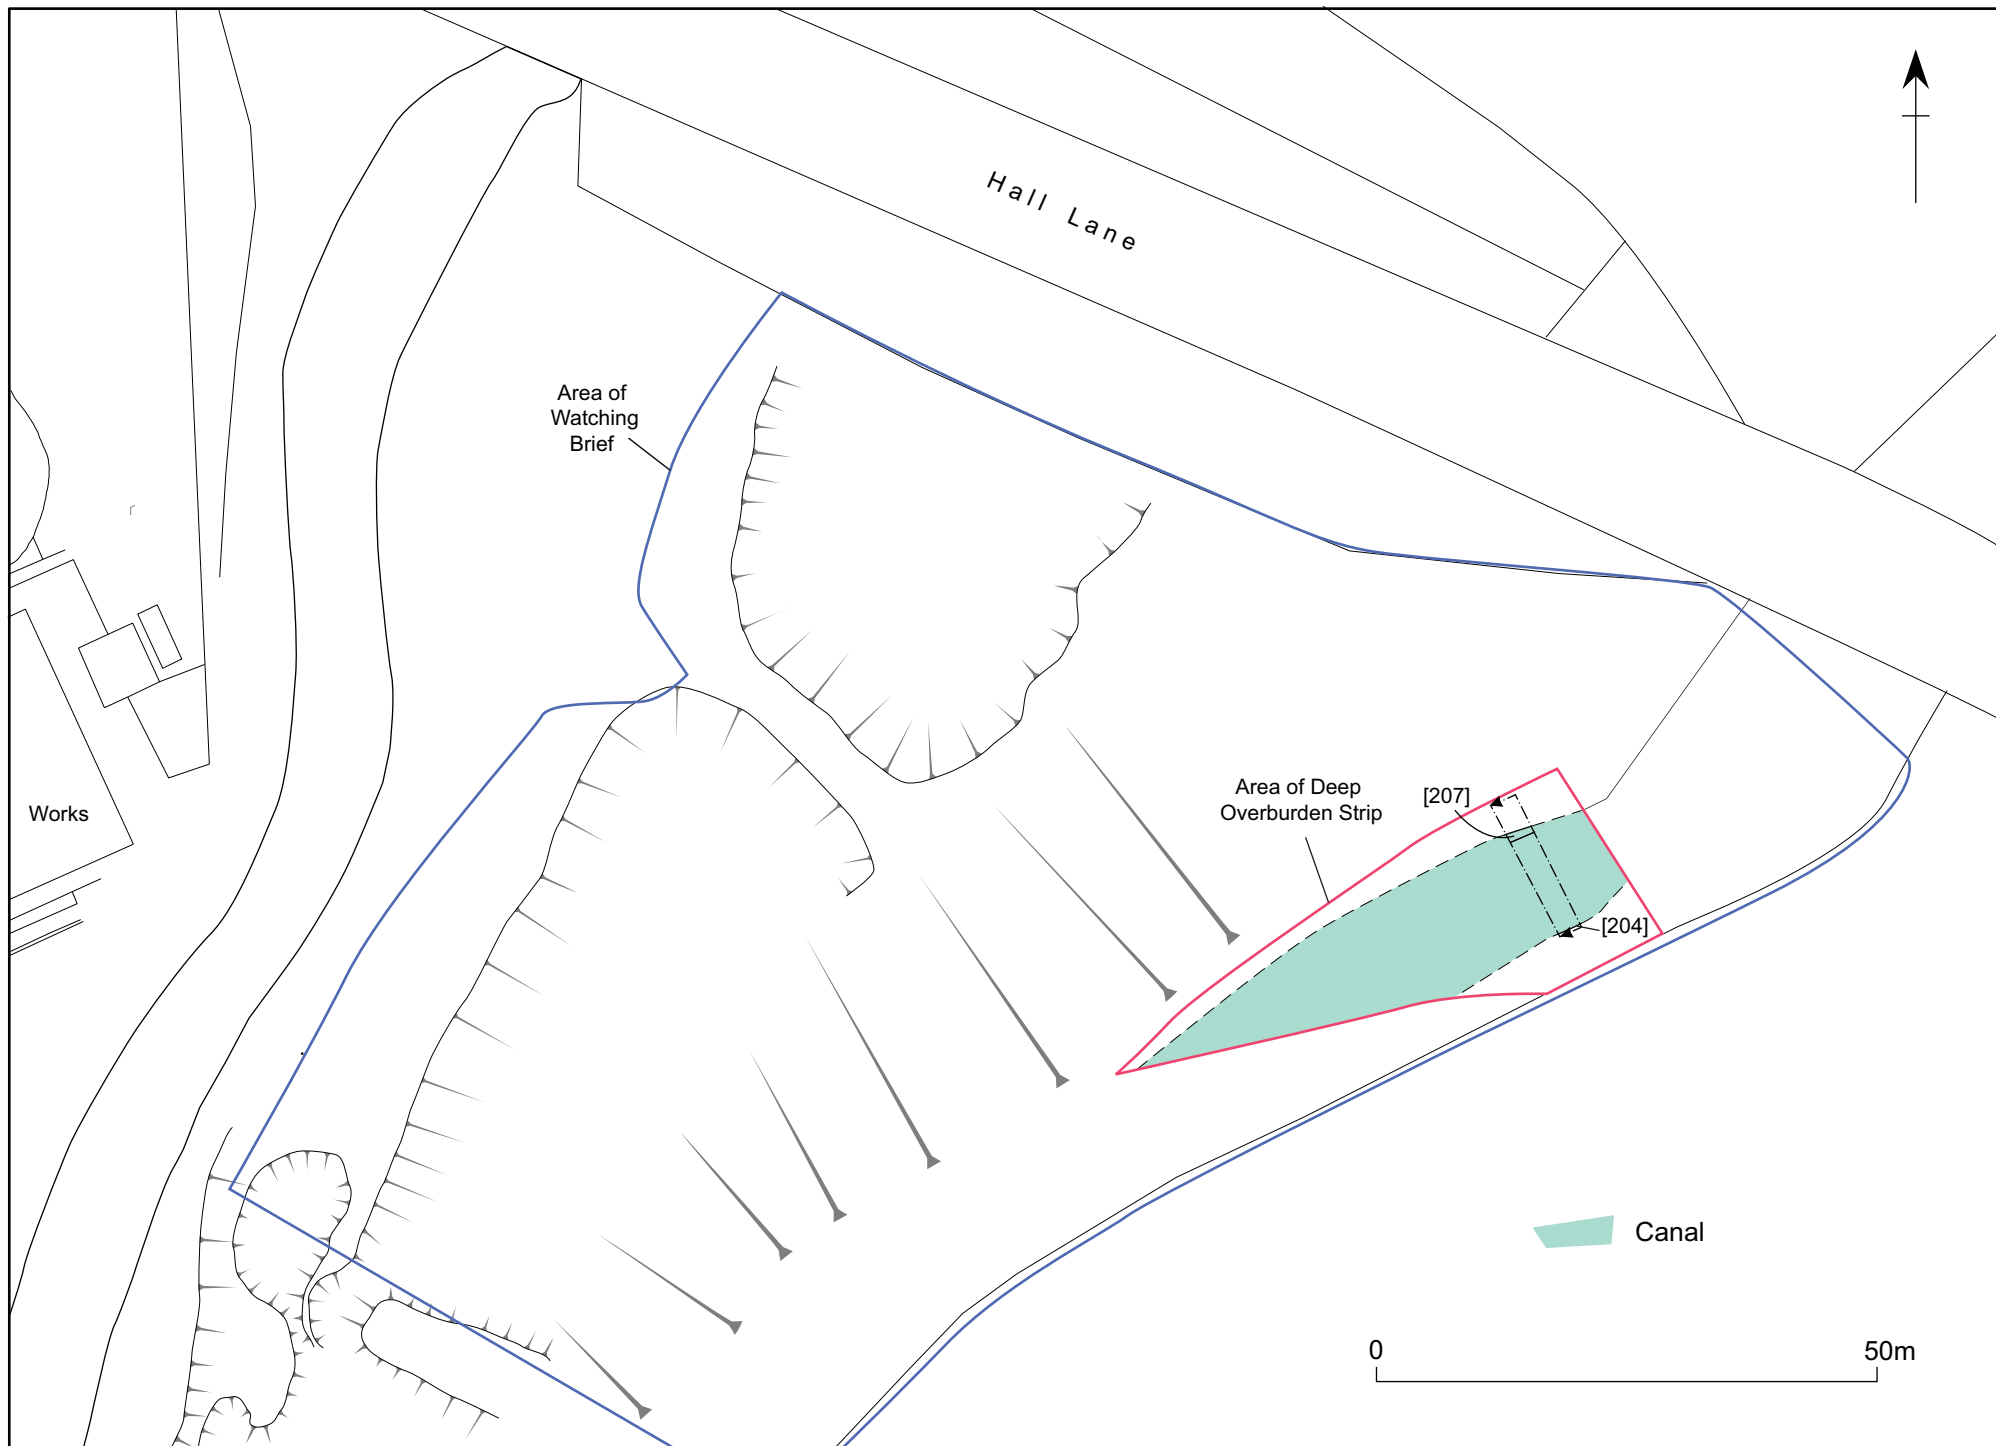 Hall Lane
Area of
Watching
Brief
Area of Deep
Overburden Strip
[207]
[204]
Works
Canal
0
50m